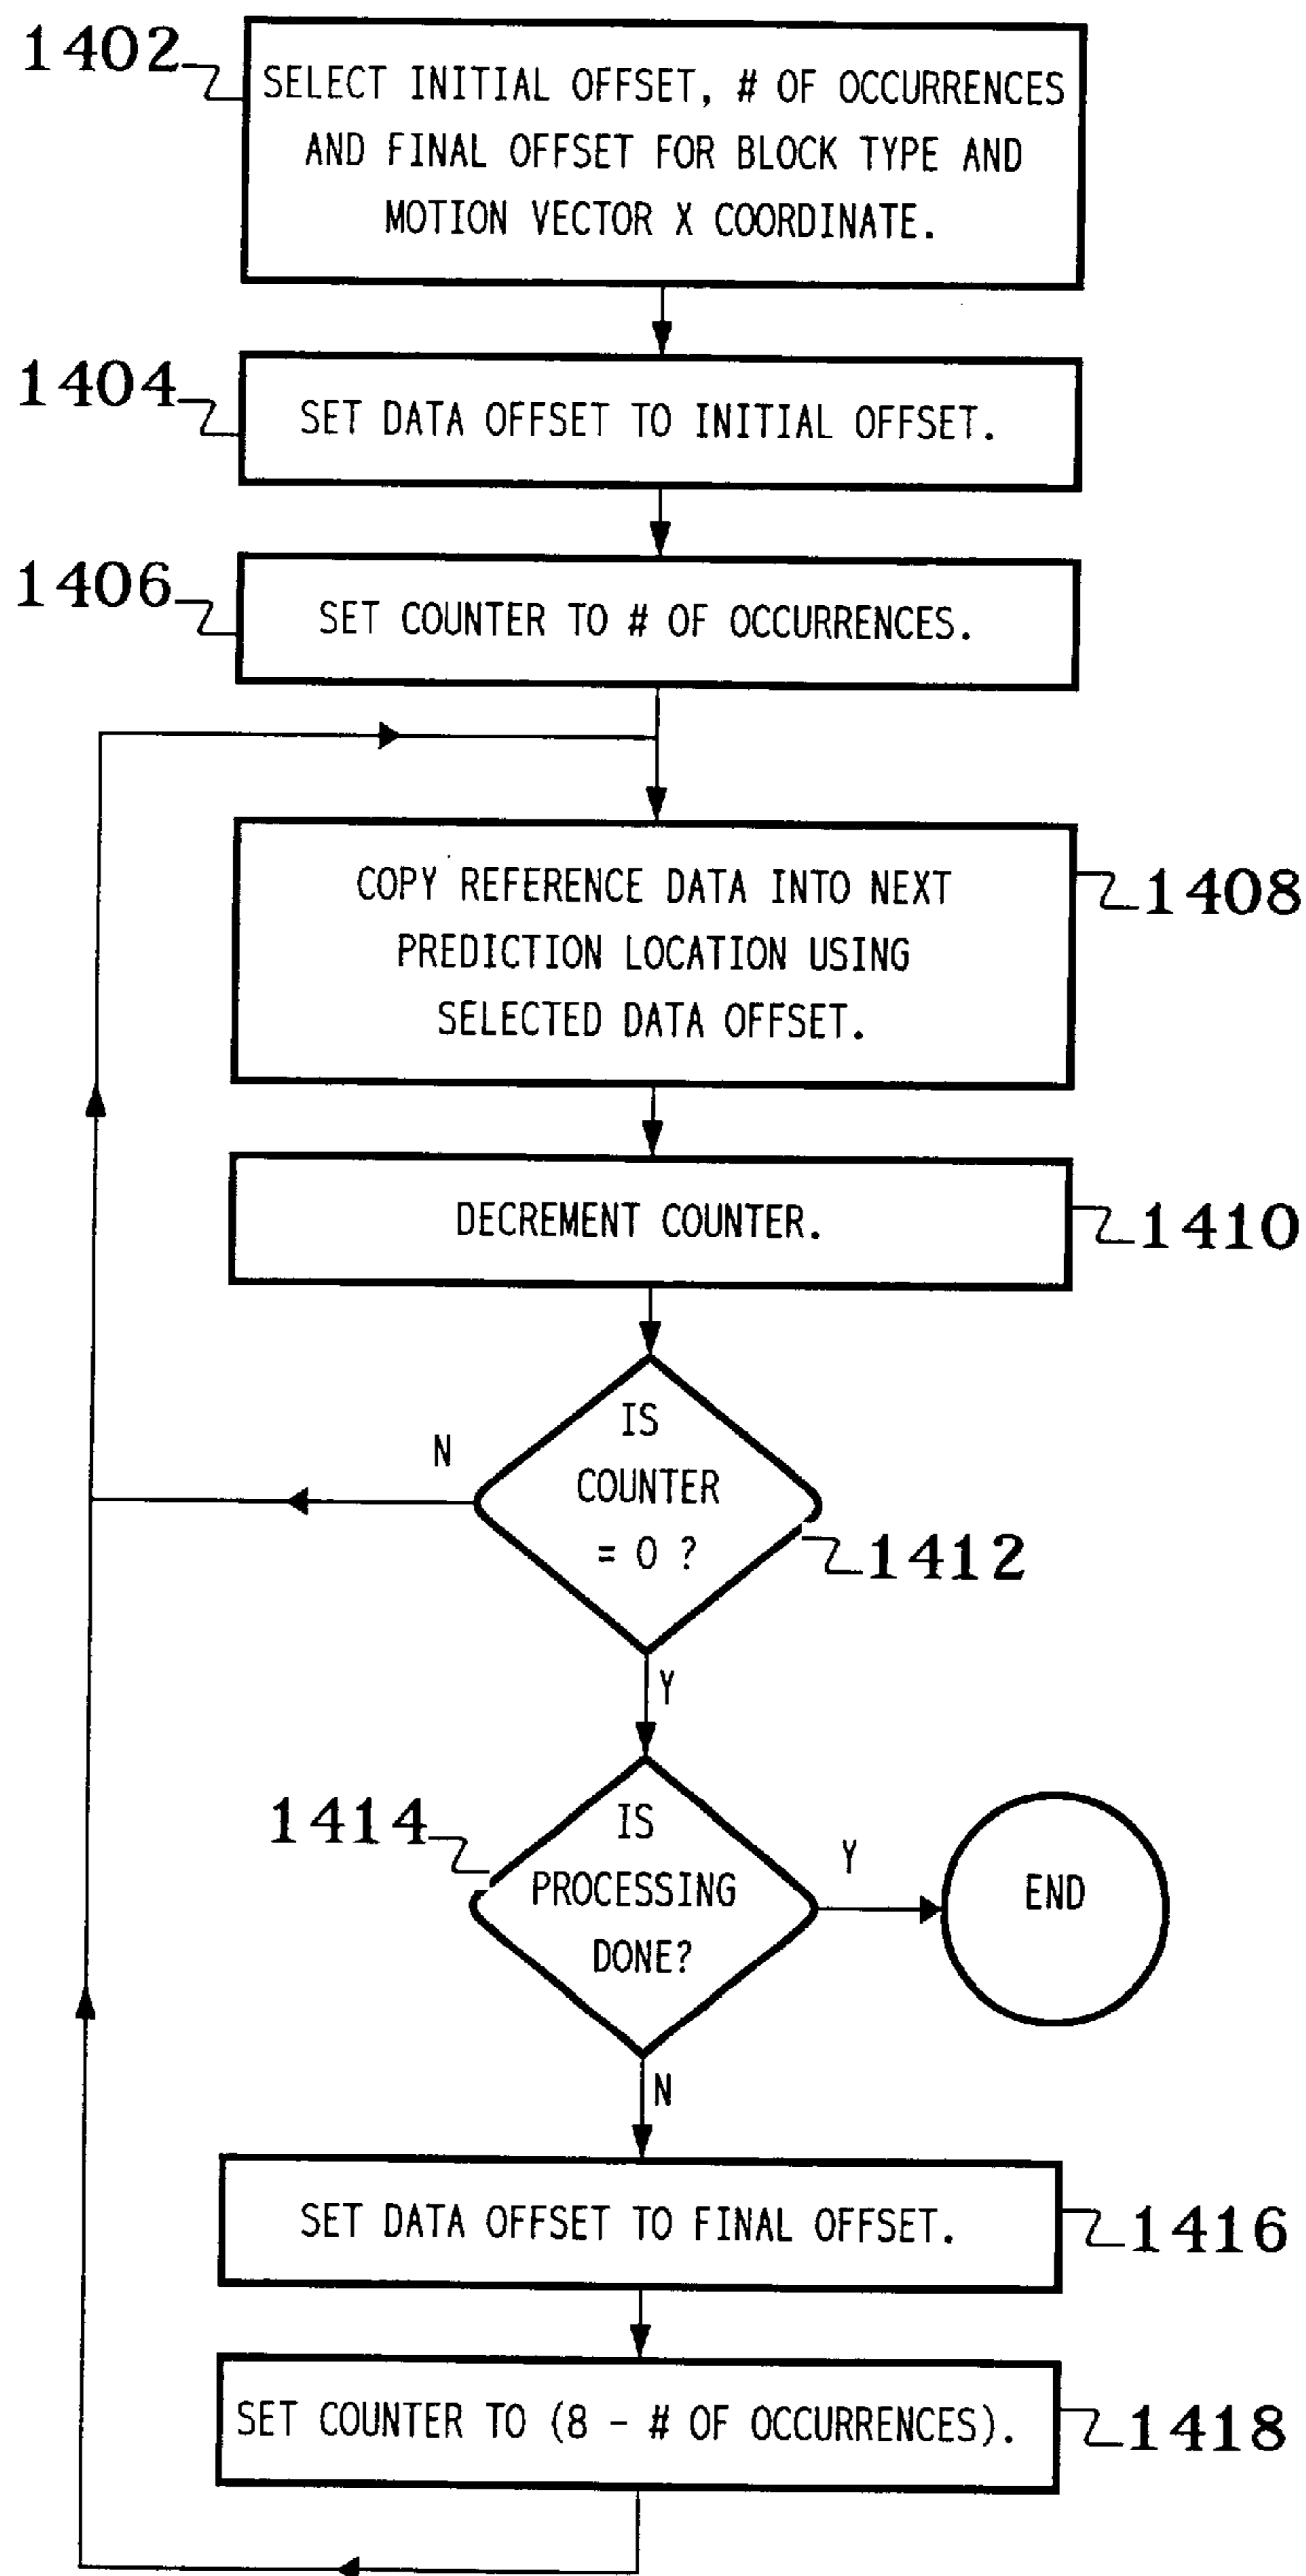 1402
SELECT INITIAL OFFSET, # OF OCCURRENCES
AND FINAL OFFSET FOR BLOCK TYPE AND
MOTION VECTOR X COORDINATE.
1404
SET DATA OFFSET TO INITIAL OFFSET.
1406
SET COUNTER TO # OF OCCURRENCES.
COPY REFERENCE DATA INTO NEXT
PREDICTION LOCATION USING
SELECTED DATA OFFSET.
1408
DECREMENT COUNTER.
1410
IS
COUNTER
= 0 ?
N
1412
Y
1414
IS
PROCESSING
DONE?
Y
END
N
SET DATA OFFSET TO FINAL OFFSET.
1416
SET COUNTER TO (8 - # OF OCCURRENCES).
1418